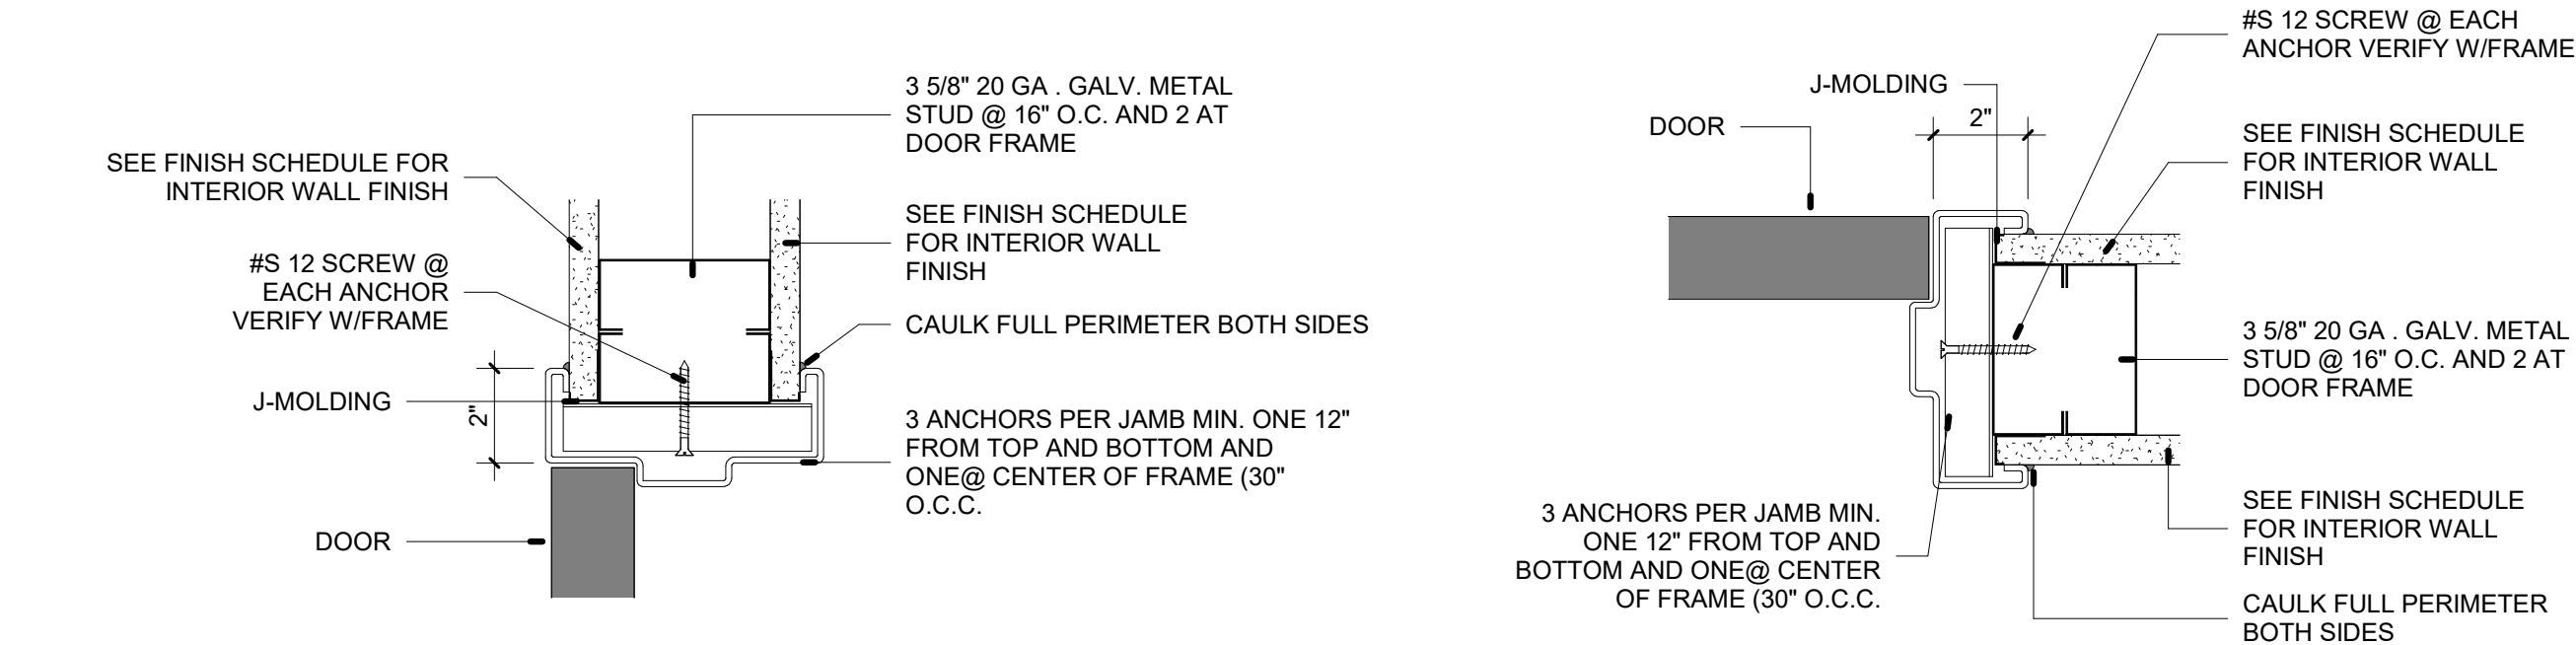 3 5/8" 20 GA . GALV. METAL
STUD @ 16" O.C. AND 2 AT
DOOR FRAME
SEE FINISH SCHEDULE FOR
INTERIOR WALL FINISH
SEE FINISH SCHEDULE
FOR INTERIOR WALL
FINISH
#S 12 SCREW @
EACH ANCHOR
VERIFY W/FRAME
CAULK FULL PERIMETER BOTH SIDES
J-MOLDING
2"
3 ANCHORS PER JAMB MIN. ONE 12"
FROM TOP AND BOTTOM AND
ONE@ CENTER OF FRAME (30"
O.C.C.
DOOR
#S 12 SCREW @ EACH
ANCHOR VERIFY W/FRAME
J-MOLDING
2"
DOOR
SEE FINISH SCHEDULE
FOR INTERIOR WALL
FINISH
3 5/8" 20 GA . GALV. METAL
STUD @ 16" O.C. AND 2 AT
DOOR FRAME
3 ANCHORS PER JAMB MIN.
ONE 12" FROM TOP AND
BOTTOM AND ONE@ CENTER
OF FRAME (30" O.C.C.
SEE FINISH SCHEDULE
FOR INTERIOR WALL
FINISH
CAULK FULL PERIMETER
BOTH SIDES